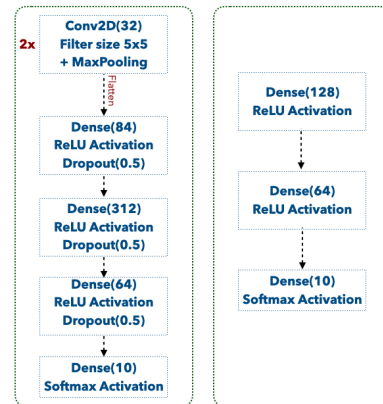 Conv2D(32)
2x
Filter size 5x5
+ MaxPooling
Flatten
Dense(84)
ReLU Activation
Dropout(0.5)
Dense(312)
ReLU Activation
Dropout(0.5)
Dense(64)
ReLU Activation
Dropout(0.5)
Dense(10)
Softmax Activation
Dense(128)
ReLU Activation
Dense(64)
ReLU Activation
Dense(10)
Softmax Activation